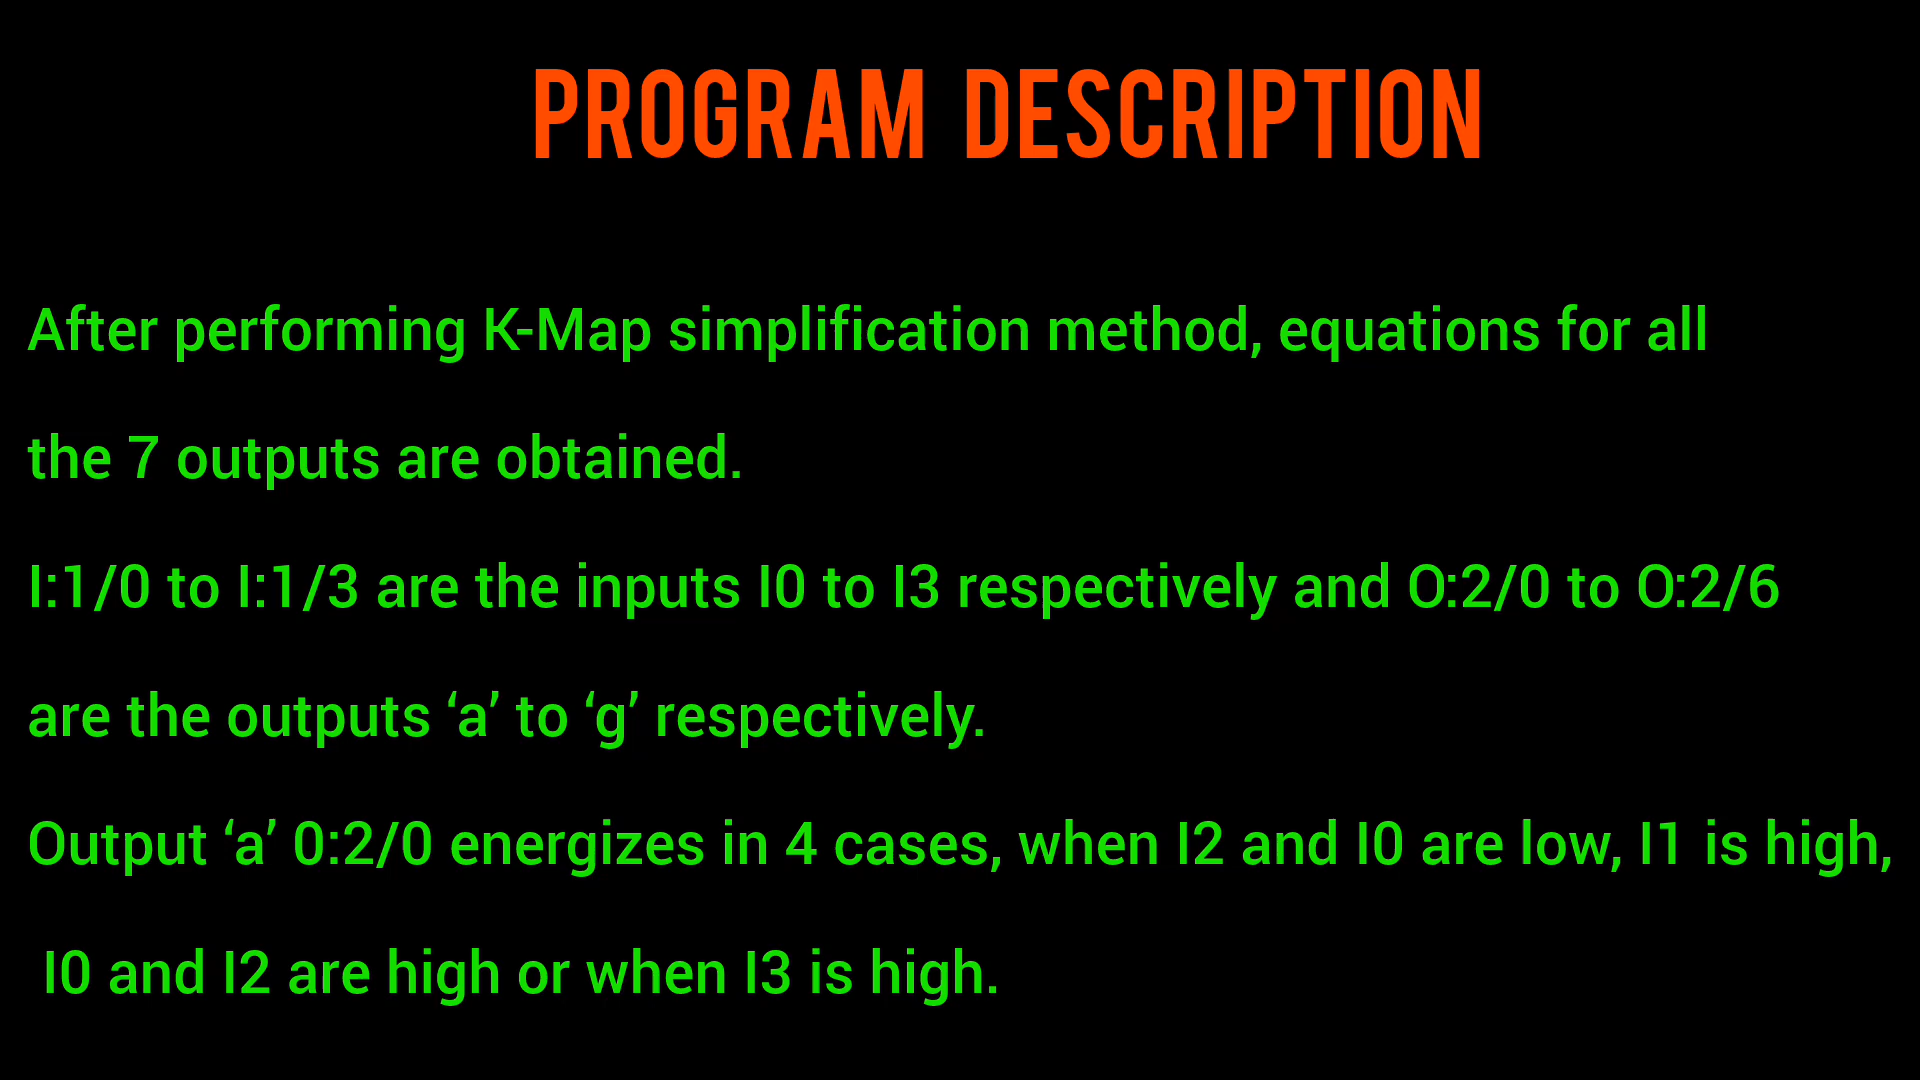 PROGRAM DESCRIPTION
After performing K-Map simplification method, equations for all
the 7 outputs are obtained.
I:1/0 to I:1/3 are the inputs I0 to I3 respectively and O:2/0 to O:2/6
are the outputs ‘a’ to ‘g’ respectively.
Output ‘a’ 0:2/0 energizes in 4 cases, when I2 and I0 are low, I1 is high,
I0 and I2 are high or when I3 is high.